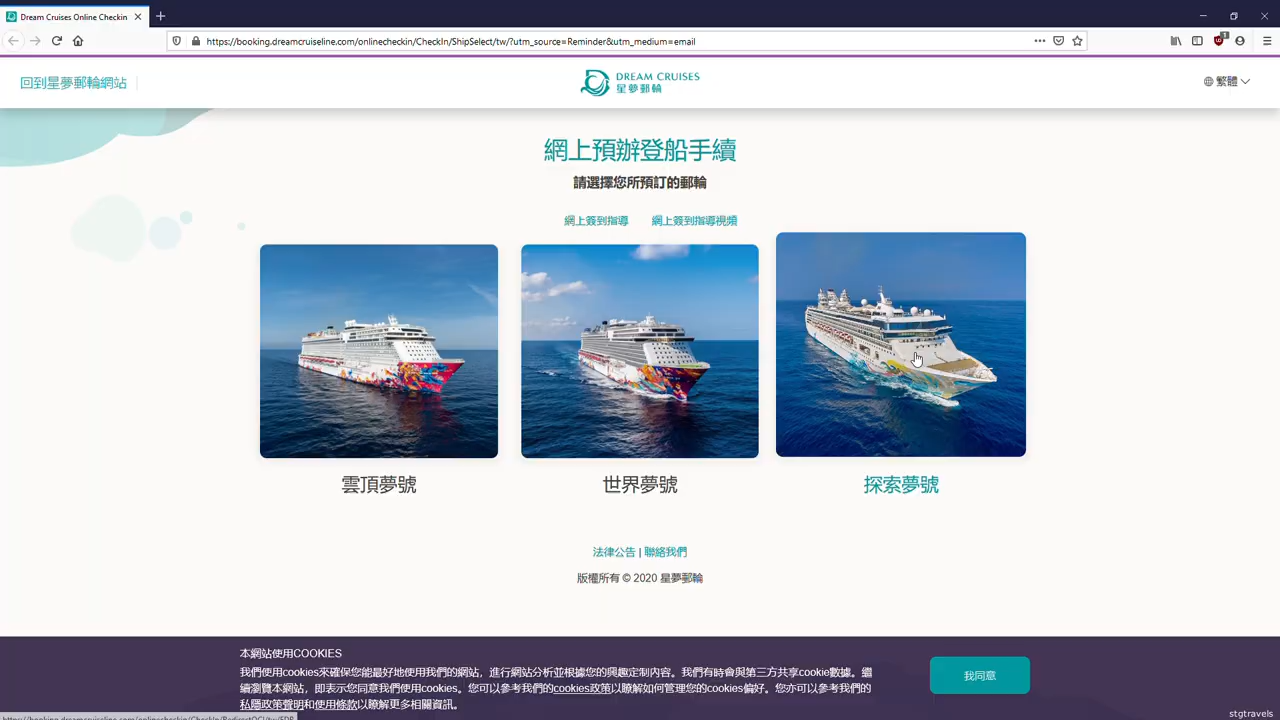 Dream Cruises Online Checkin
https://booking.dreamcruiseline.com/onlinecheckin/CheckIn/ShipSelect/tw/?utm_source=Reminder&utm_medium=email
回到星夢郵輪網站
DREAM CRUISES
星夢郵輪
繁體
網上預辦登船手續
請選擇您所預訂的郵輪
網上簽到指導 網上簽到指導視頻
雲頂夢號 世界夢號 探索夢號
法律公告 | 聯絡我們
版權所有 © 2020 星夢郵輪
本網站使用COOKIES
我們使用cookies來確保您能最好地使用我們的網站，進行網站分析並根據您的興趣定制內容。我們有時會與第三方共享cookie數據。繼
續瀏覽本網站，即表示您同意我們使用cookies。您可以參考我們的cookies政策以瞭解如何管理您的cookies偏好。您亦可以參考我們的
私隱政策聲明和使用條款以瞭解更多相關資訊。
我同意
stgtravels